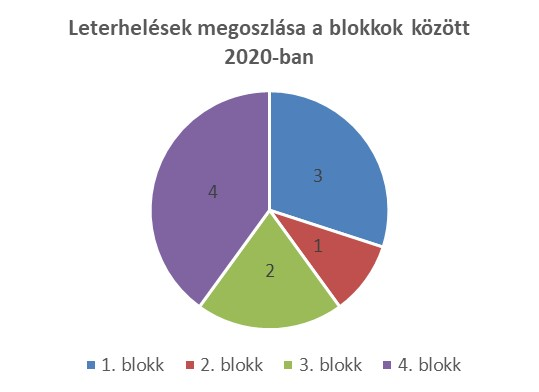 Leterhelések megoszlása a blokkok között
2020-ban
3
4
1
2
1. blokk 2. blokk 3. blokk 4. blokk